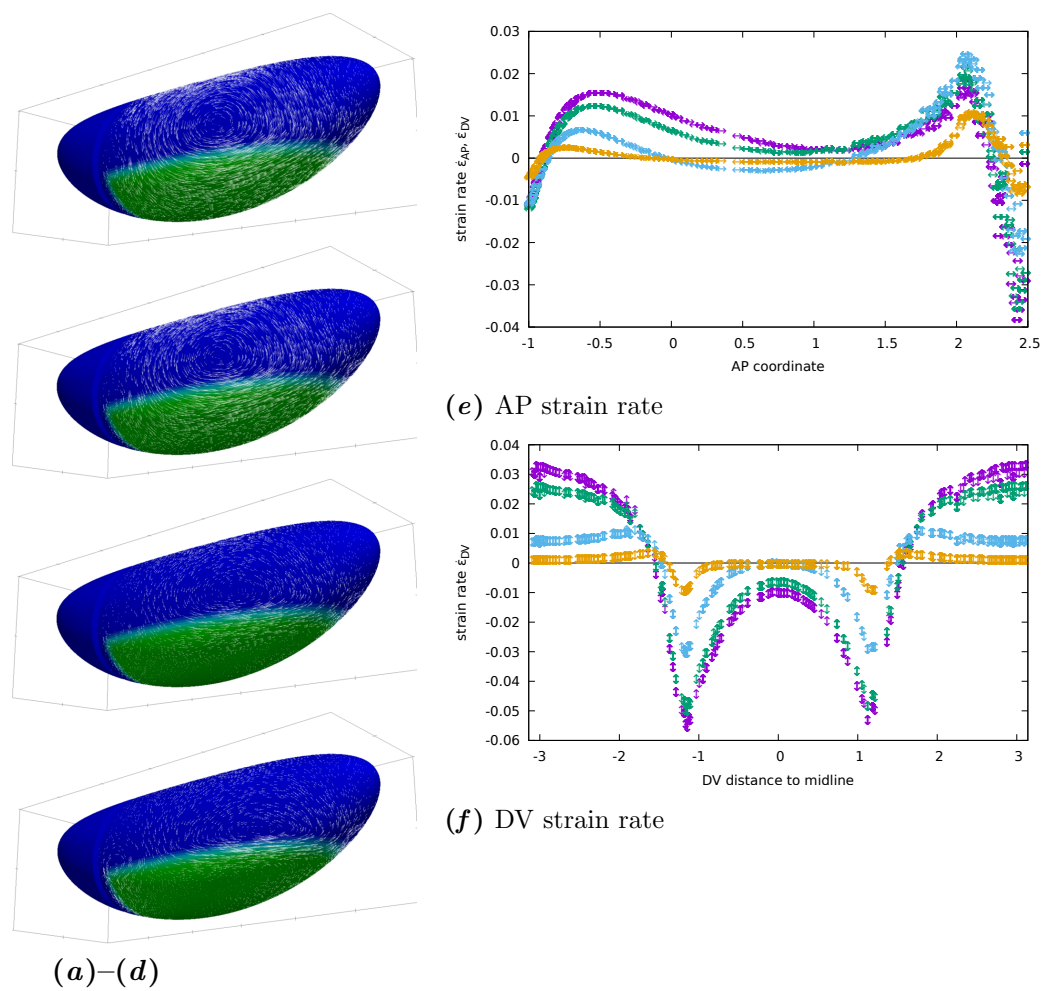 0.03
0.02
0.01
0
-0.01
-0.02
-0.03
-0.04
strain rate ε̇AP, ε̇DV
-1 -0.5 0 0.5 1 1.5 2 2.5
AP coordinate
(e) AP strain rate
0.04
0.03
0.02
0.01
0
-0.01
-0.02
-0.03
-0.04
-0.05
-0.06
strain rate ε̇DV
-3 -2 -1 0 1 2 3
DV distance to midline
(f) DV strain rate
(a)–(d)